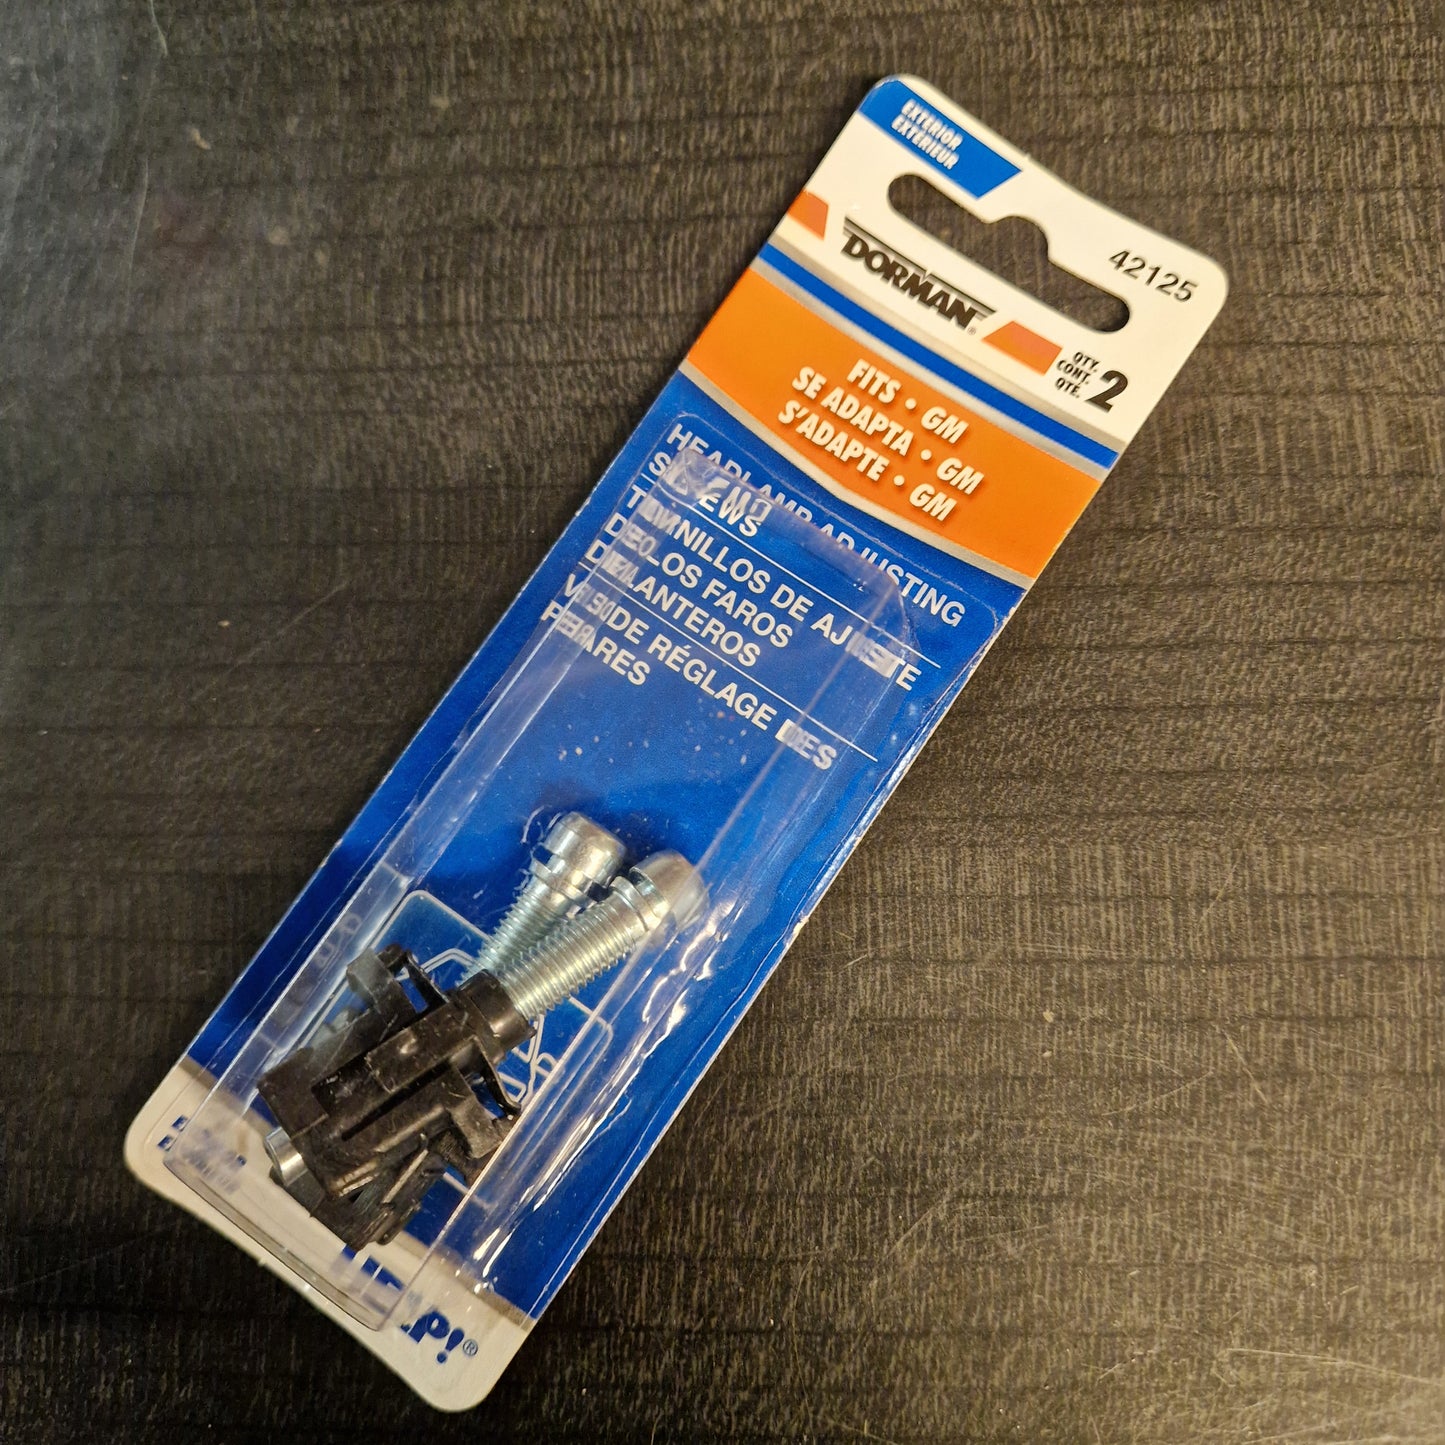 EXTERIOR
EXTÉRIEUR
42125
DORMAN®
QTY.
CONT.
QTÉ.
2
FITS • GM
SE ADAPTA • GM
S'ADAPTE • GM
HEADLAMP ADJUSTING
SCREWS
TORNILLOS DE AJUSTE
DE LOS FAROS
DELANTEROS
VIS DE RÉGLAGE DES
PHARES
HELP!®